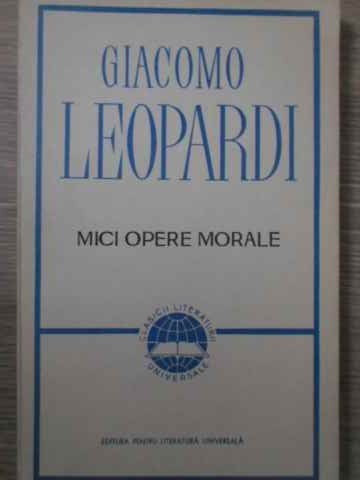 GIACOMO
LEOPARDI
MICI OPERE MORALE
CLASICII LITERATURII
UNIVERSALE
EDITURA PENTRU LITERATURĂ UNIVERSALĂ